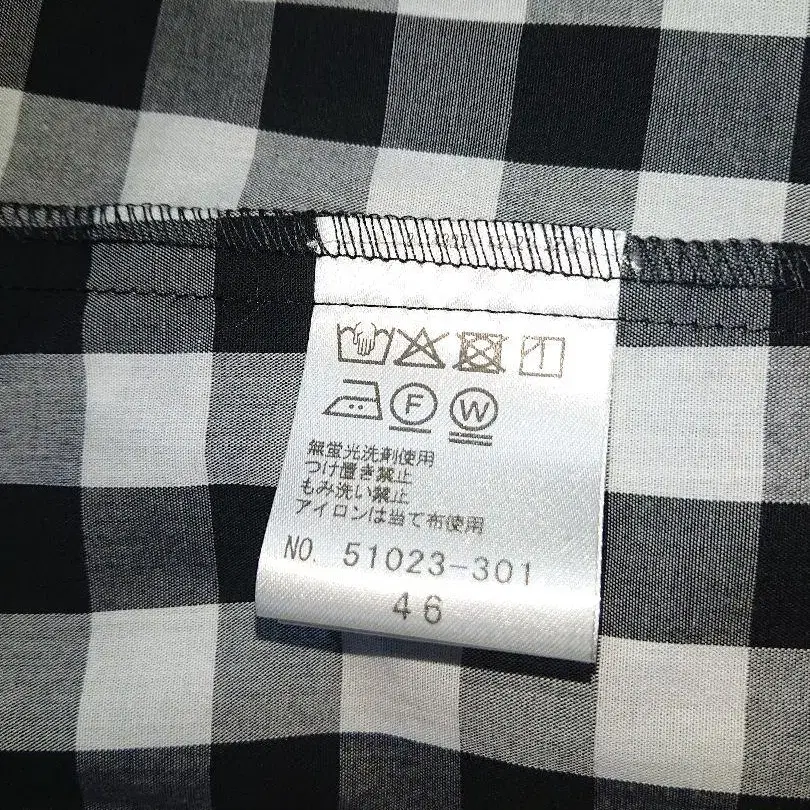 F W
無蛍光洗剤使用
つけ置き禁止
もみ洗い禁止
アイロンは当て布使用
NO. 51023-301
46